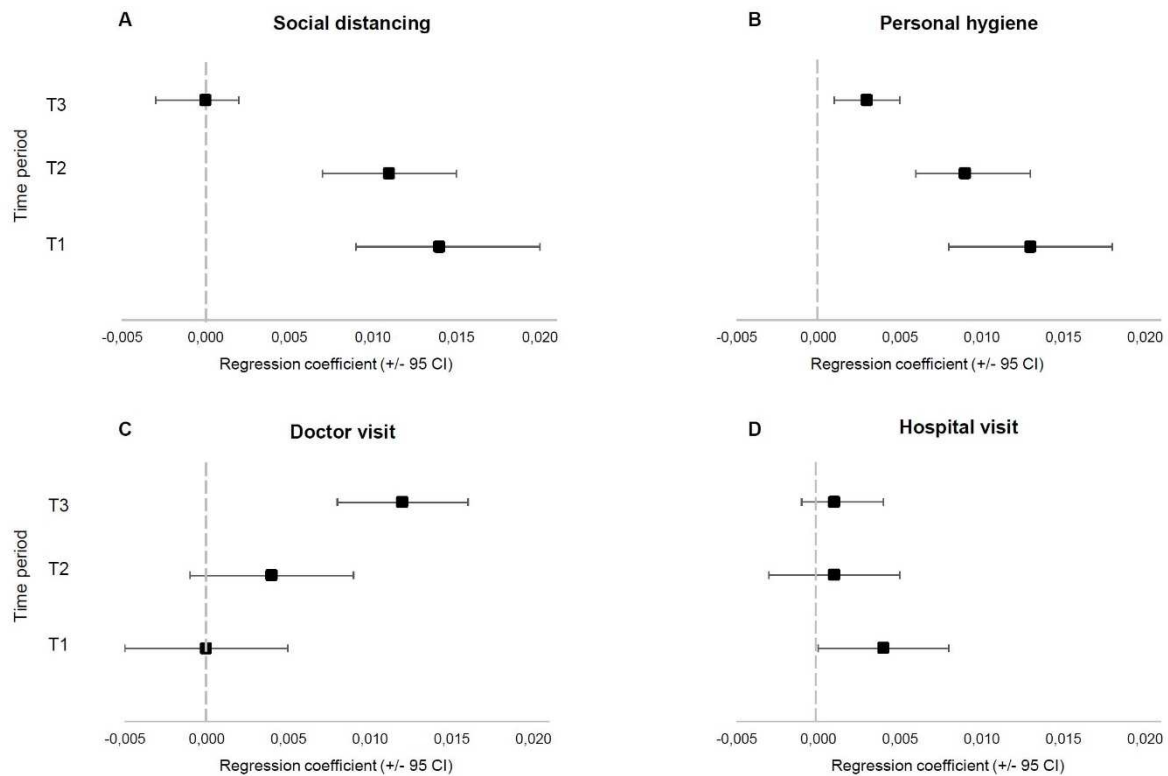 A
Social distancing
Time period
T3
T2
T1
-0,005 0,000 0,005 0,010 0,015 0,020
Regression coefficient (+/- 95 CI)
B
Personal hygiene
-0,005 0,000 0,005 0,010 0,015 0,020
Regression coefficient (+/- 95 CI)
C
Doctor visit
Time period
T3
T2
T1
-0,005 0,000 0,005 0,010 0,015 0,020
Regression coefficient (+/- 95 CI)
D
Hospital visit
-0,005 0,000 0,005 0,010 0,015 0,020
Regression coefficient (+/- 95 CI)